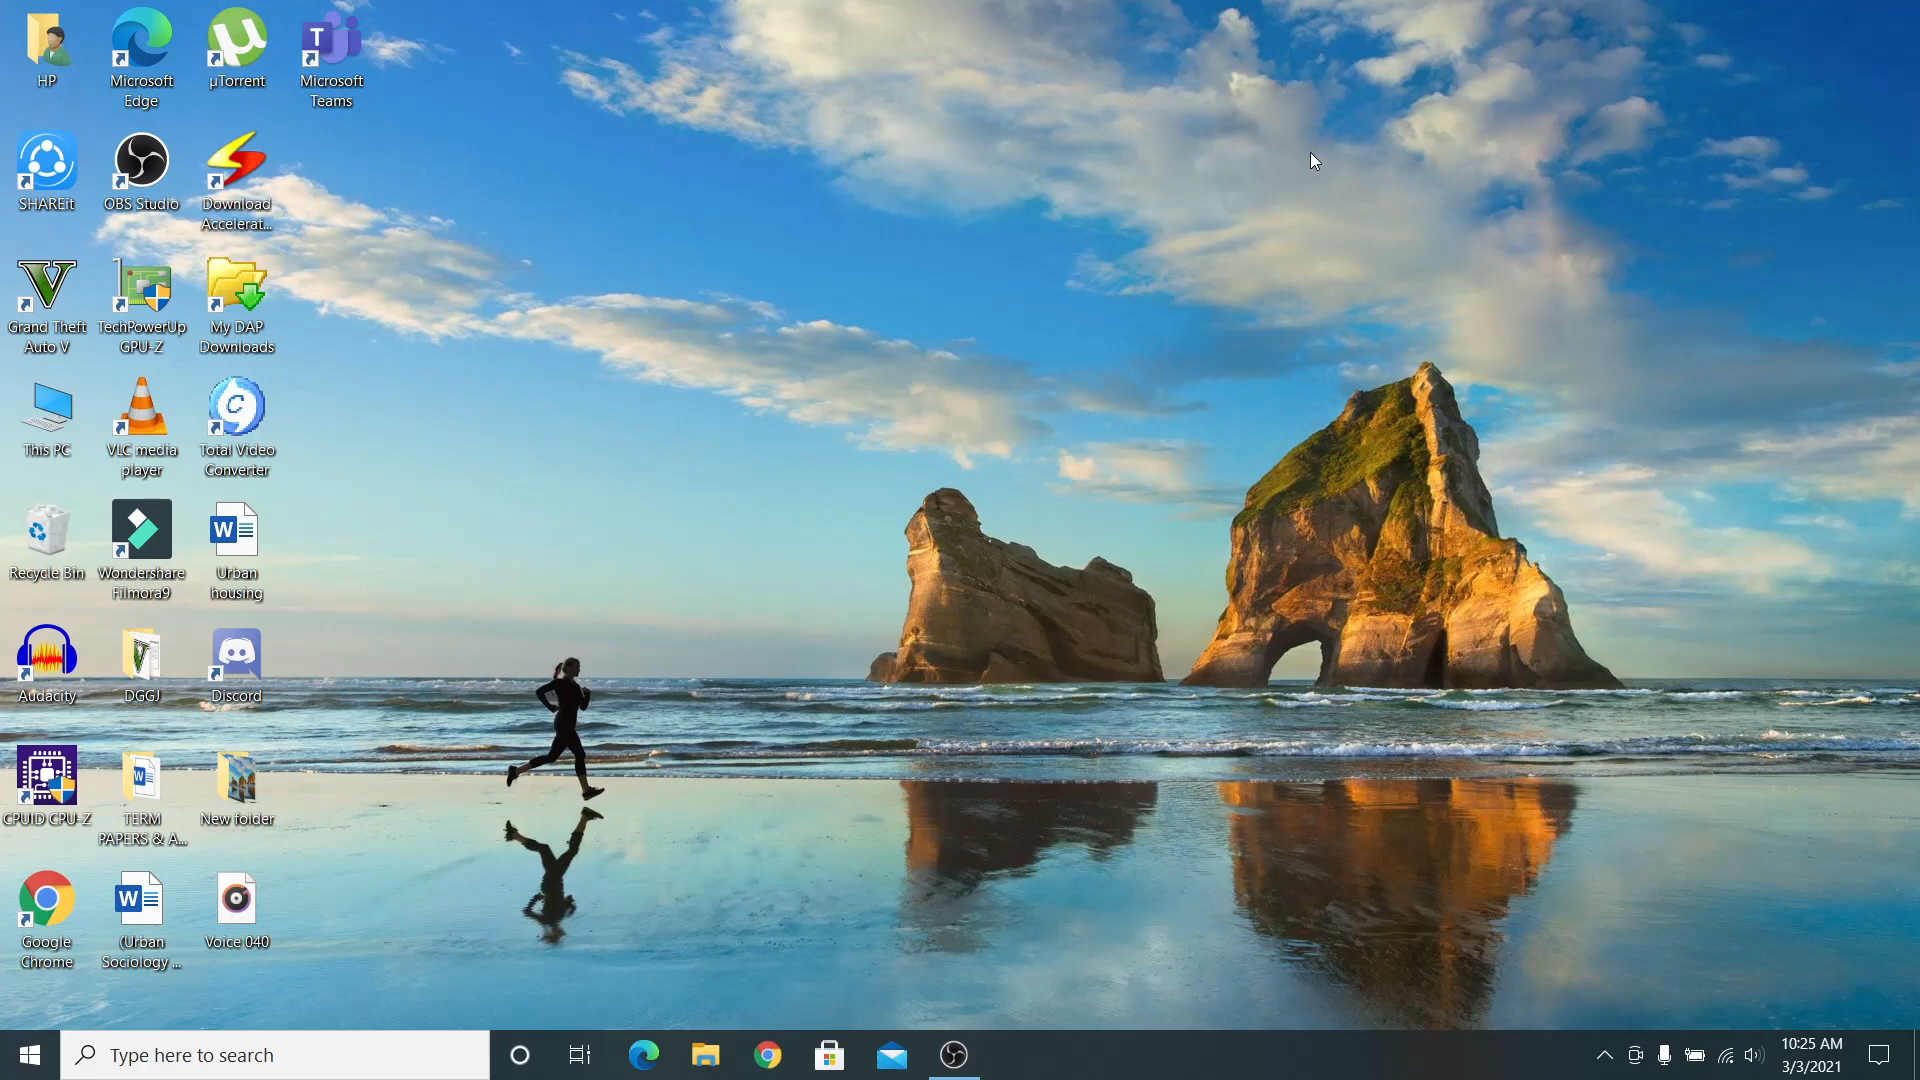 HP
Microsoft
Edge
µTorrent
T
Microsoft
Teams
SHAREit
OBS Studio
Download
Accelerat...
Grand Theft
Auto V
TechPowerUp
GPU-Z
My DAP
Downloads
This PC
VLC media
player
C
Total Video
Converter
Recycle Bin
Wondershare
Filmora9
W
Urban
housing
Audacity
DGGJ
Discord
CPUID CPU-Z
W
TERM
PAPERS & A...
New folder
Google
Chrome
W
(Urban
Sociology ...
Voice 040
Type here to search
10:25 AM
3/3/2021